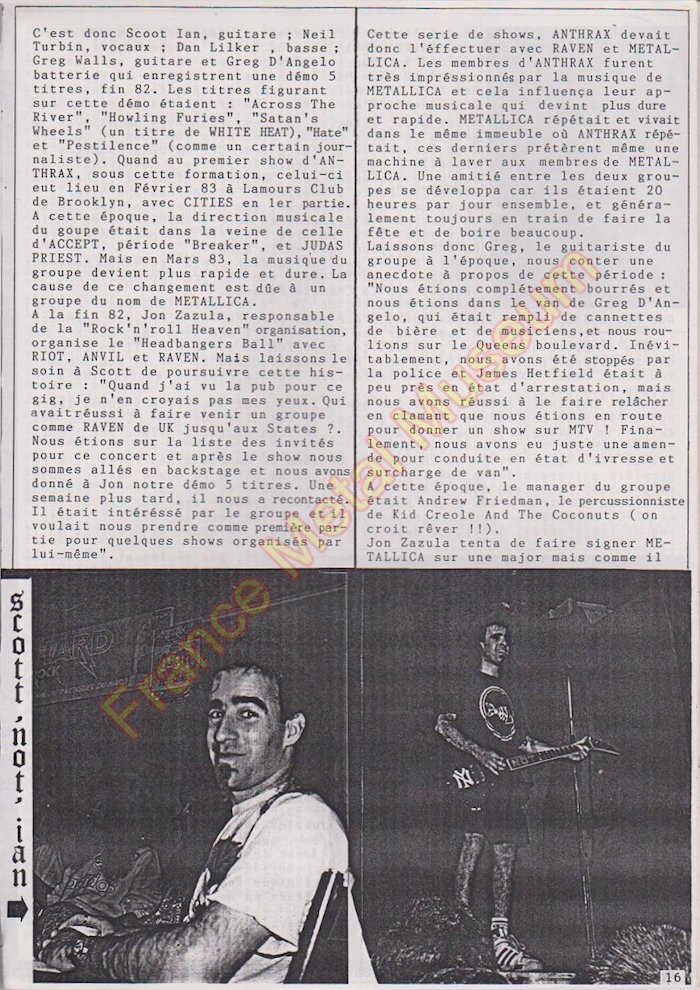 C'est donc Scoot Ian, guitare ; Neil
Turbin, vocaux ; Dan Lilker , basse ;
Greg Walls, guitare et Greg D'Angelo
batterie qui enregistrent une démo 5
titres, fin 82. Les titres figurant
sur cette démo étaient : "Across The
River", "Howling Furies", "Satan's
Wheels" (un titre de WHITE HEAT),"Hate"
et "Pestilence" (comme un certain jour-
naliste). Quand au premier show d'AN-
THRAX, sous cette formation, celui-ci
eut lieu en Février 83 à Lamours Club
de Brooklyn, avec CITIES en 1er partie.
A cette époque, la direction musicale
du goupe était dans la veine de celle
d'ACCEPT, période "Breaker", et JUDAS
PRIEST. Mais en Mars 83, la musique du
groupe devient plus rapide et dure. La
cause de ce changement est dûe à un
groupe du nom de METALLICA.
A la fin 82, Jon Zazula, responsable
de la "Rock'n'roll Heaven" organisation,
organise le "Headbangers Ball" avec
RIOT, ANVIL et RAVEN. Mais laissons le
soin à Scott de poursuivre cette his-
toire : "Quand j'ai vu la pub pour ce
gig, je n'en croyais pas mes yeux. Qui
avaitréussi à faire venir un groupe
comme RAVEN de UK jusqu'aux States ?.
Nous étions sur la liste des invités
pour ce concert et après le show nous
sommes allés en backstage et nous avons
donné à Jon notre démo 5 titres. Une
semaine plus tard, il nous a recontacté.
Il était intéréssé par le groupe et il
voulait nous prendre comme première par-
tie pour quelques shows organisés par
lui-même".
Cette serie de shows, ANTHRAX devait
donc l'éffectuer avec RAVEN et METAL-
LICA. Les membres d'ANTHRAX furent
très impréssionnés par la musique de
METALLICA et cela influença leur ap-
proche musicale qui devint plus dure
et rapide. METALLICA répétait et vivait
dans le même immeuble où ANTHRAX répé-
tait, ces derniers prétèrent même une
machine à laver aux membres de METAL-
LICA. Une amitié entre les deux grou-
pes se développa car ils étaient 20
heures par jour ensemble, et généra-
lement toujours en train de faire la
fête et de boire beaucoup.
Laissons donc Greg, le guitariste du
groupe à l'époque, nous conter une
anecdote à propos de cette période :
"Nous étions complétement bourrés et
nous étions dans le van de Greg D'An-
gelo, qui était rempli de cannettes
de bière et de musiciens,et nous rou-
lions sur le Queens boulevard. Inévi-
tablement, nous avons été stoppés par
la police et James Hetfield était à
peu près en état d'arrestation, mais
nous avons réussi à le faire relâcher
en clamant que nous étions en route
pour donner un show sur MTV ! Fina-
lement, nous avons eu juste une amen-
de pour conduite en état d'ivresse et
surcharge de van".
A cette époque, le manager du groupe
était Andrew Friedman, le percussionniste
de Kid Creole And The Coconuts ( on
croit rêver !!).
Jon Zazula tenta de faire signer ME-
TALLICA sur une major mais comme il
scott 'not' ian
HARD
ROCK
adidas
NY
16
France Metal Museum